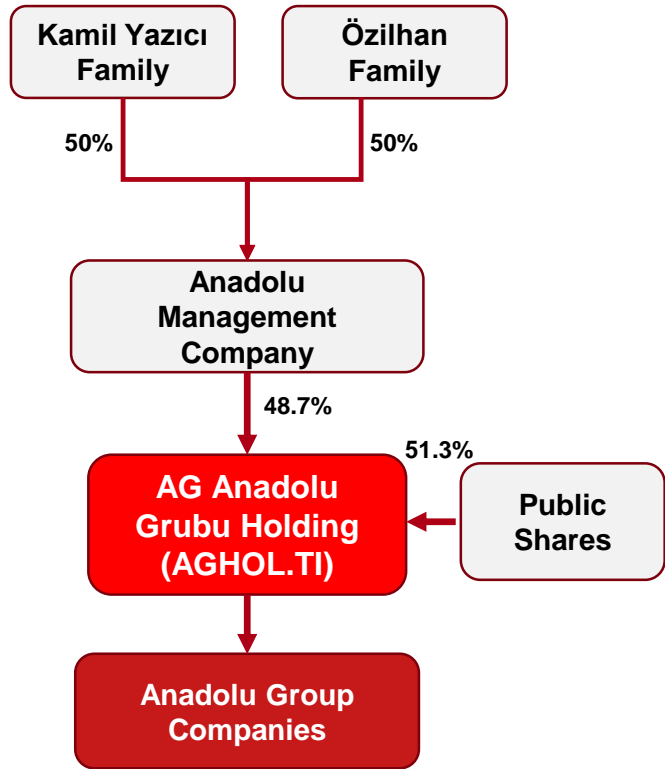 Kamil Yazıcı
Family
Özilhan
Family
50%
50%
Anadolu
Management
Company
48.7%
51.3%
AG Anadolu
Grubu Holding
(AGHOL.TI)
Public
Shares
Anadolu Group
Companies